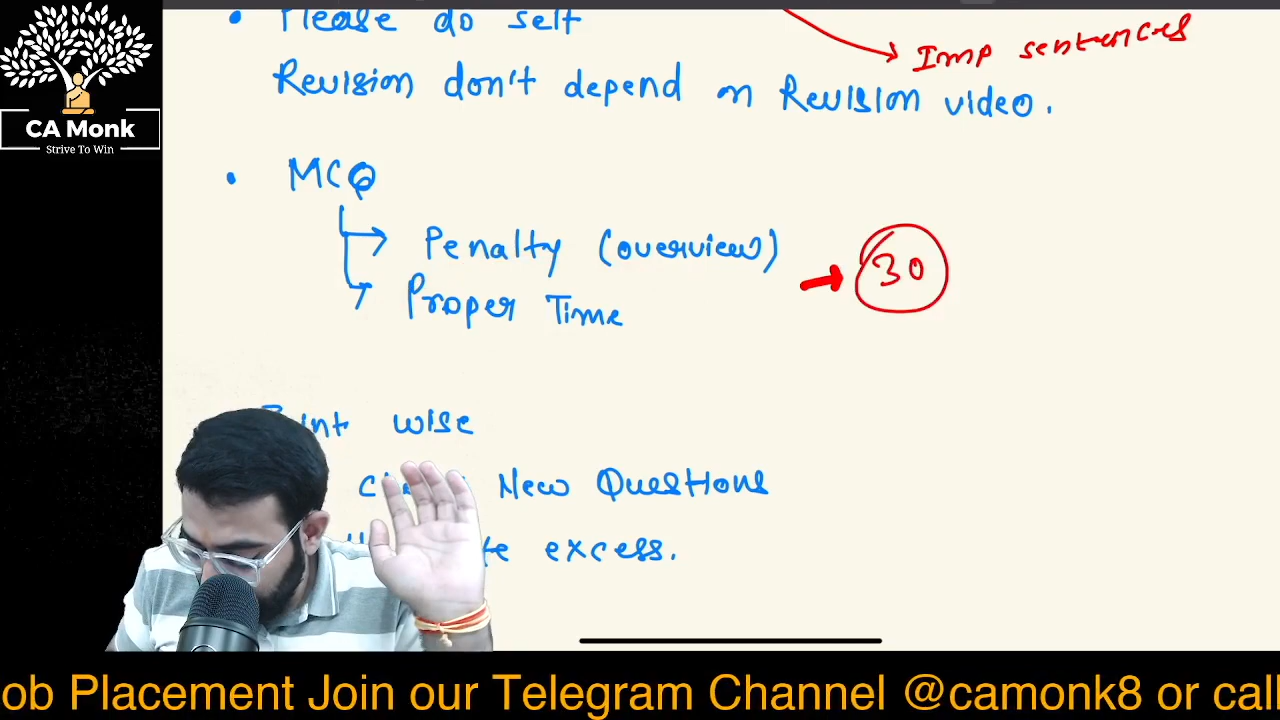 CA Monk
Strive To Win
• Please do self
Imp sentences
Revision don't depend on Revision video.
• MCQ
Penalty (overview)
30
Proper Time
wise
New Questions
excess.
ob Placement Join our Telegram Channel @camonk8 or call